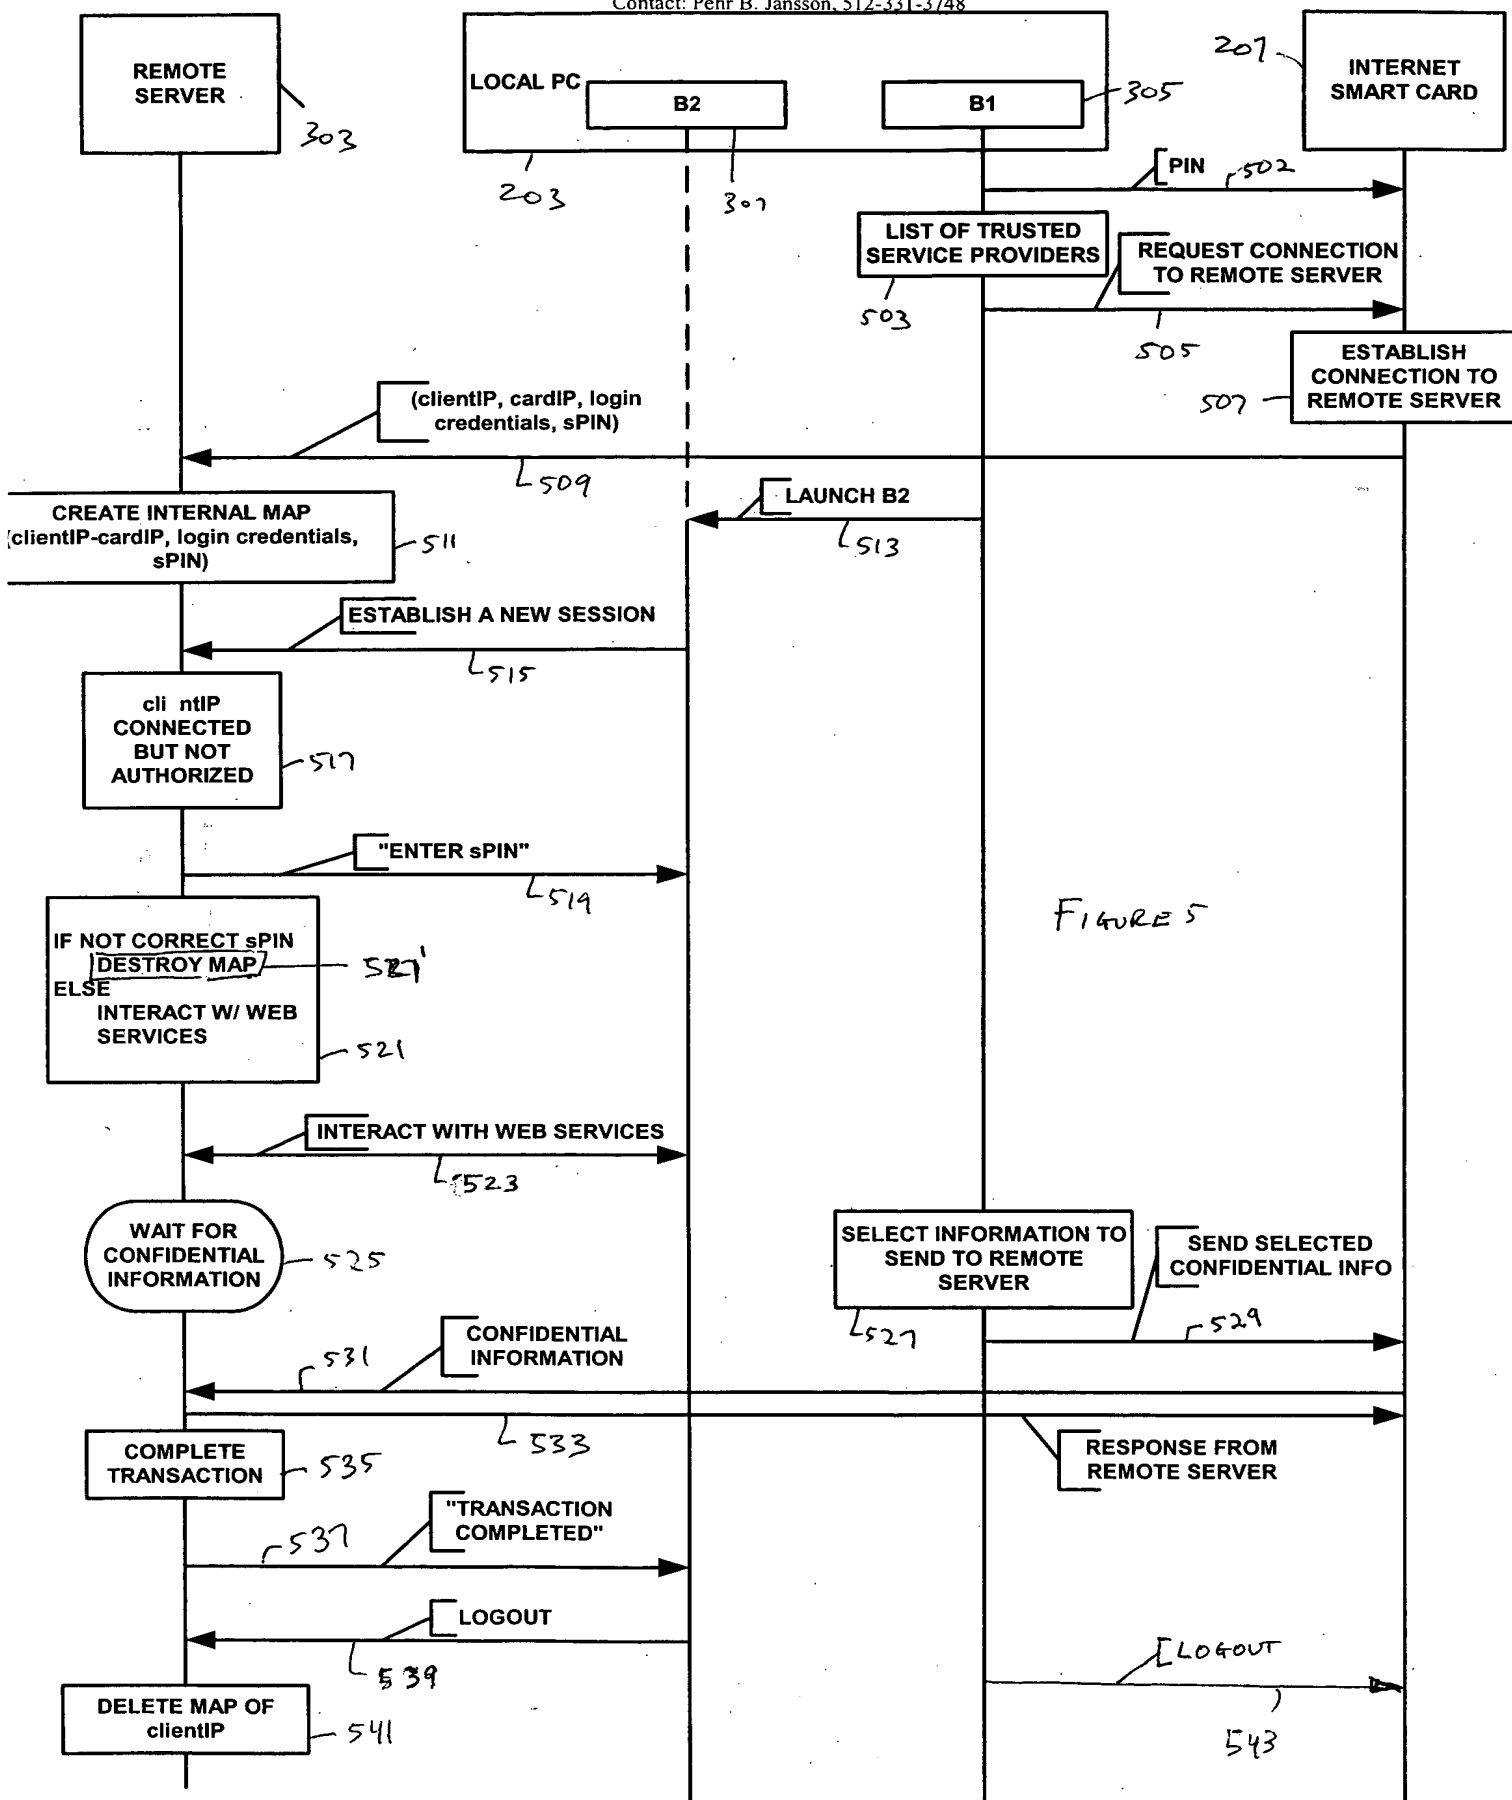 Contact: Pehr B. Jansson, 512-331-3748
REMOTE
SERVER
303
LOCAL PC
B2
B1
305
203
307
207
INTERNET
SMART CARD
PIN
502
LIST OF TRUSTED
SERVICE PROVIDERS
503
REQUEST CONNECTION
TO REMOTE SERVER
505
ESTABLISH
CONNECTION TO
REMOTE SERVER
507
(clientIP, cardIP, login
credentials, sPIN)
509
CREATE INTERNAL MAP
(clientIP-cardIP, login credentials,
sPIN)
511
LAUNCH B2
513
ESTABLISH A NEW SESSION
515
cli ntIP
CONNECTED
BUT NOT
AUTHORIZED
517
"ENTER sPIN"
519
FIGURE 5
IF NOT CORRECT sPIN
DESTROY MAP
ELSE
INTERACT W/ WEB
SERVICES
521
INTERACT WITH WEB SERVICES
523
WAIT FOR
CONFIDENTIAL
INFORMATION
525
SELECT INFORMATION TO
SEND TO REMOTE
SERVER
527
SEND SELECTED
CONFIDENTIAL INFO
529
CONFIDENTIAL
INFORMATION
531
533
RESPONSE FROM
REMOTE SERVER
COMPLETE
TRANSACTION
535
"TRANSACTION
COMPLETED"
537
LOGOUT
539
LOGOUT
543
DELETE MAP OF
clientIP
541